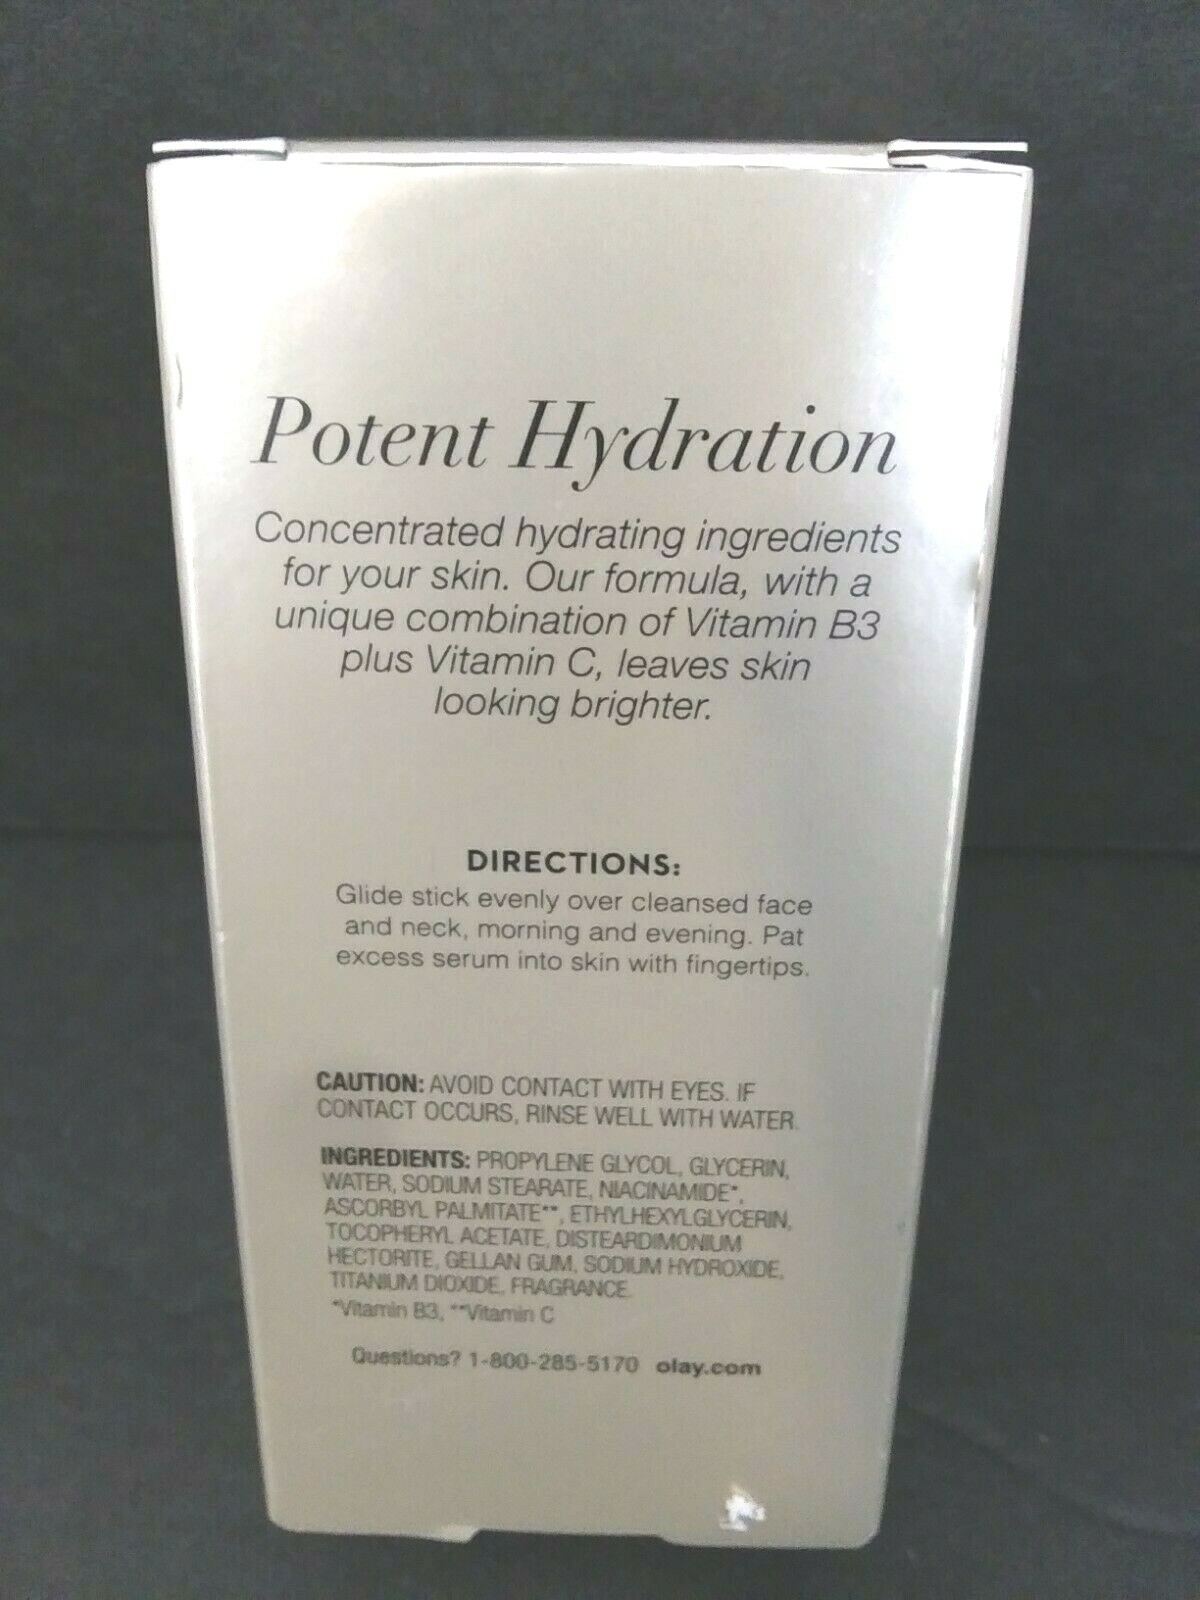 Potent Hydration
Concentrated hydrating ingredients
for your skin. Our formula, with a
unique combination of Vitamin B3
plus Vitamin C, leaves skin
looking brighter.
DIRECTIONS:
Glide stick evenly over cleansed face
and neck, morning and evening. Pat
excess serum into skin with fingertips.
CAUTION: AVOID CONTACT WITH EYES. IF
CONTACT OCCURS, RINSE WELL WITH WATER.
INGREDIENTS: PROPYLENE GLYCOL, GLYCERIN,
WATER, SODIUM STEARATE, NIACINAMIDE*,
ASCORBYL PALMITATE**, ETHYLHEXYLGLYCERIN,
TOCOPHERYL ACETATE, DISTEARDIMONIUM
HECTORITE, GELLAN GUM, SODIUM HYDROXIDE,
TITANIUM DIOXIDE, FRAGRANCE.
*Vitamin B3, **Vitamin C
Questions? 1-800-285-5170 olay.com